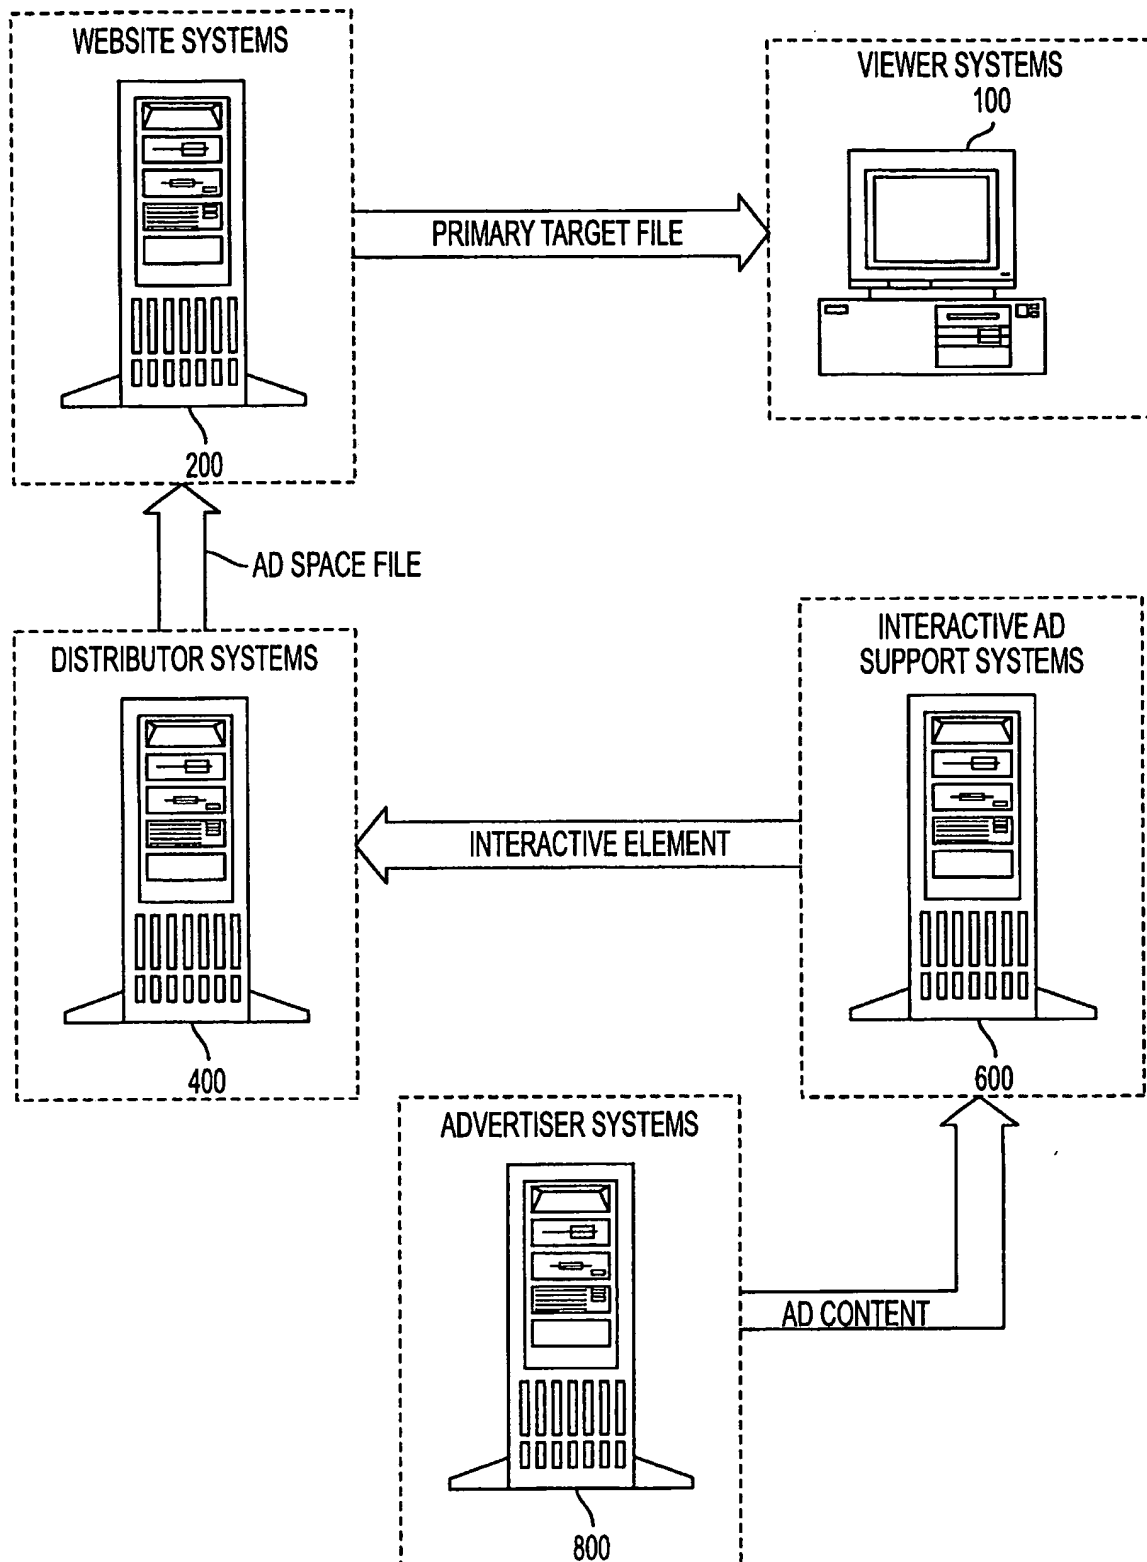 WEBSITE SYSTEMS
200
VIEWER SYSTEMS
100
PRIMARY TARGET FILE
AD SPACE FILE
DISTRIBUTOR SYSTEMS
400
INTERACTIVE AD
SUPPORT SYSTEMS
600
INTERACTIVE ELEMENT
ADVERTISER SYSTEMS
800
AD CONTENT